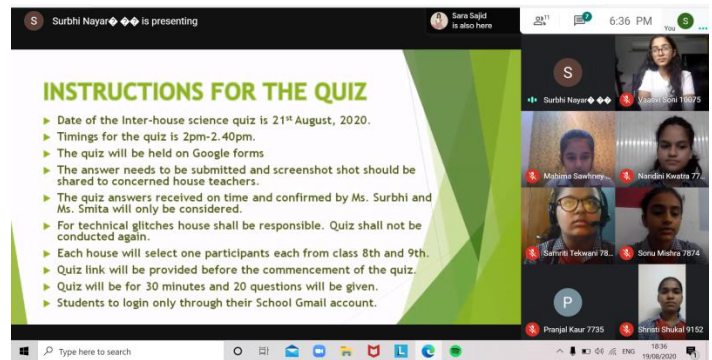 S Surbhi Nayar�� is presenting
Sara Sajid
is also here
11
2
6:36 PM
You
S
INSTRUCTIONS FOR THE QUIZ
Date of the Inter-house science quiz is 21st August, 2020.
Timings for the quiz is 2pm-2.40pm.
The quiz will be held on Google forms
The answer needs to be submitted and screenshot shot should be
shared to concerned house teachers.
The quiz answers received on time and confirmed by Ms. Surbhi and
Ms. Smita will only be considered.
For technical glitches house shall be responsible. Quiz shall not be
conducted again.
Each house will select one participants each from class 8th and 9th.
Quiz link will be provided before the commencement of the quiz.
Quiz will be for 30 minutes and 20 questions will be given.
Students to login only through their School Gmail account.
S
Surbhi Nayar��
Vaasvi Soni 10075
Mahima Sawhney...
Nandini Kwatra 77...
Samriti Tekwani 78...
Sonu Mishra 7874
P
Pranjal Kaur 7735
Shristi Shukal 9152
Type here to search
L
ENG
18:36
19/08/2020